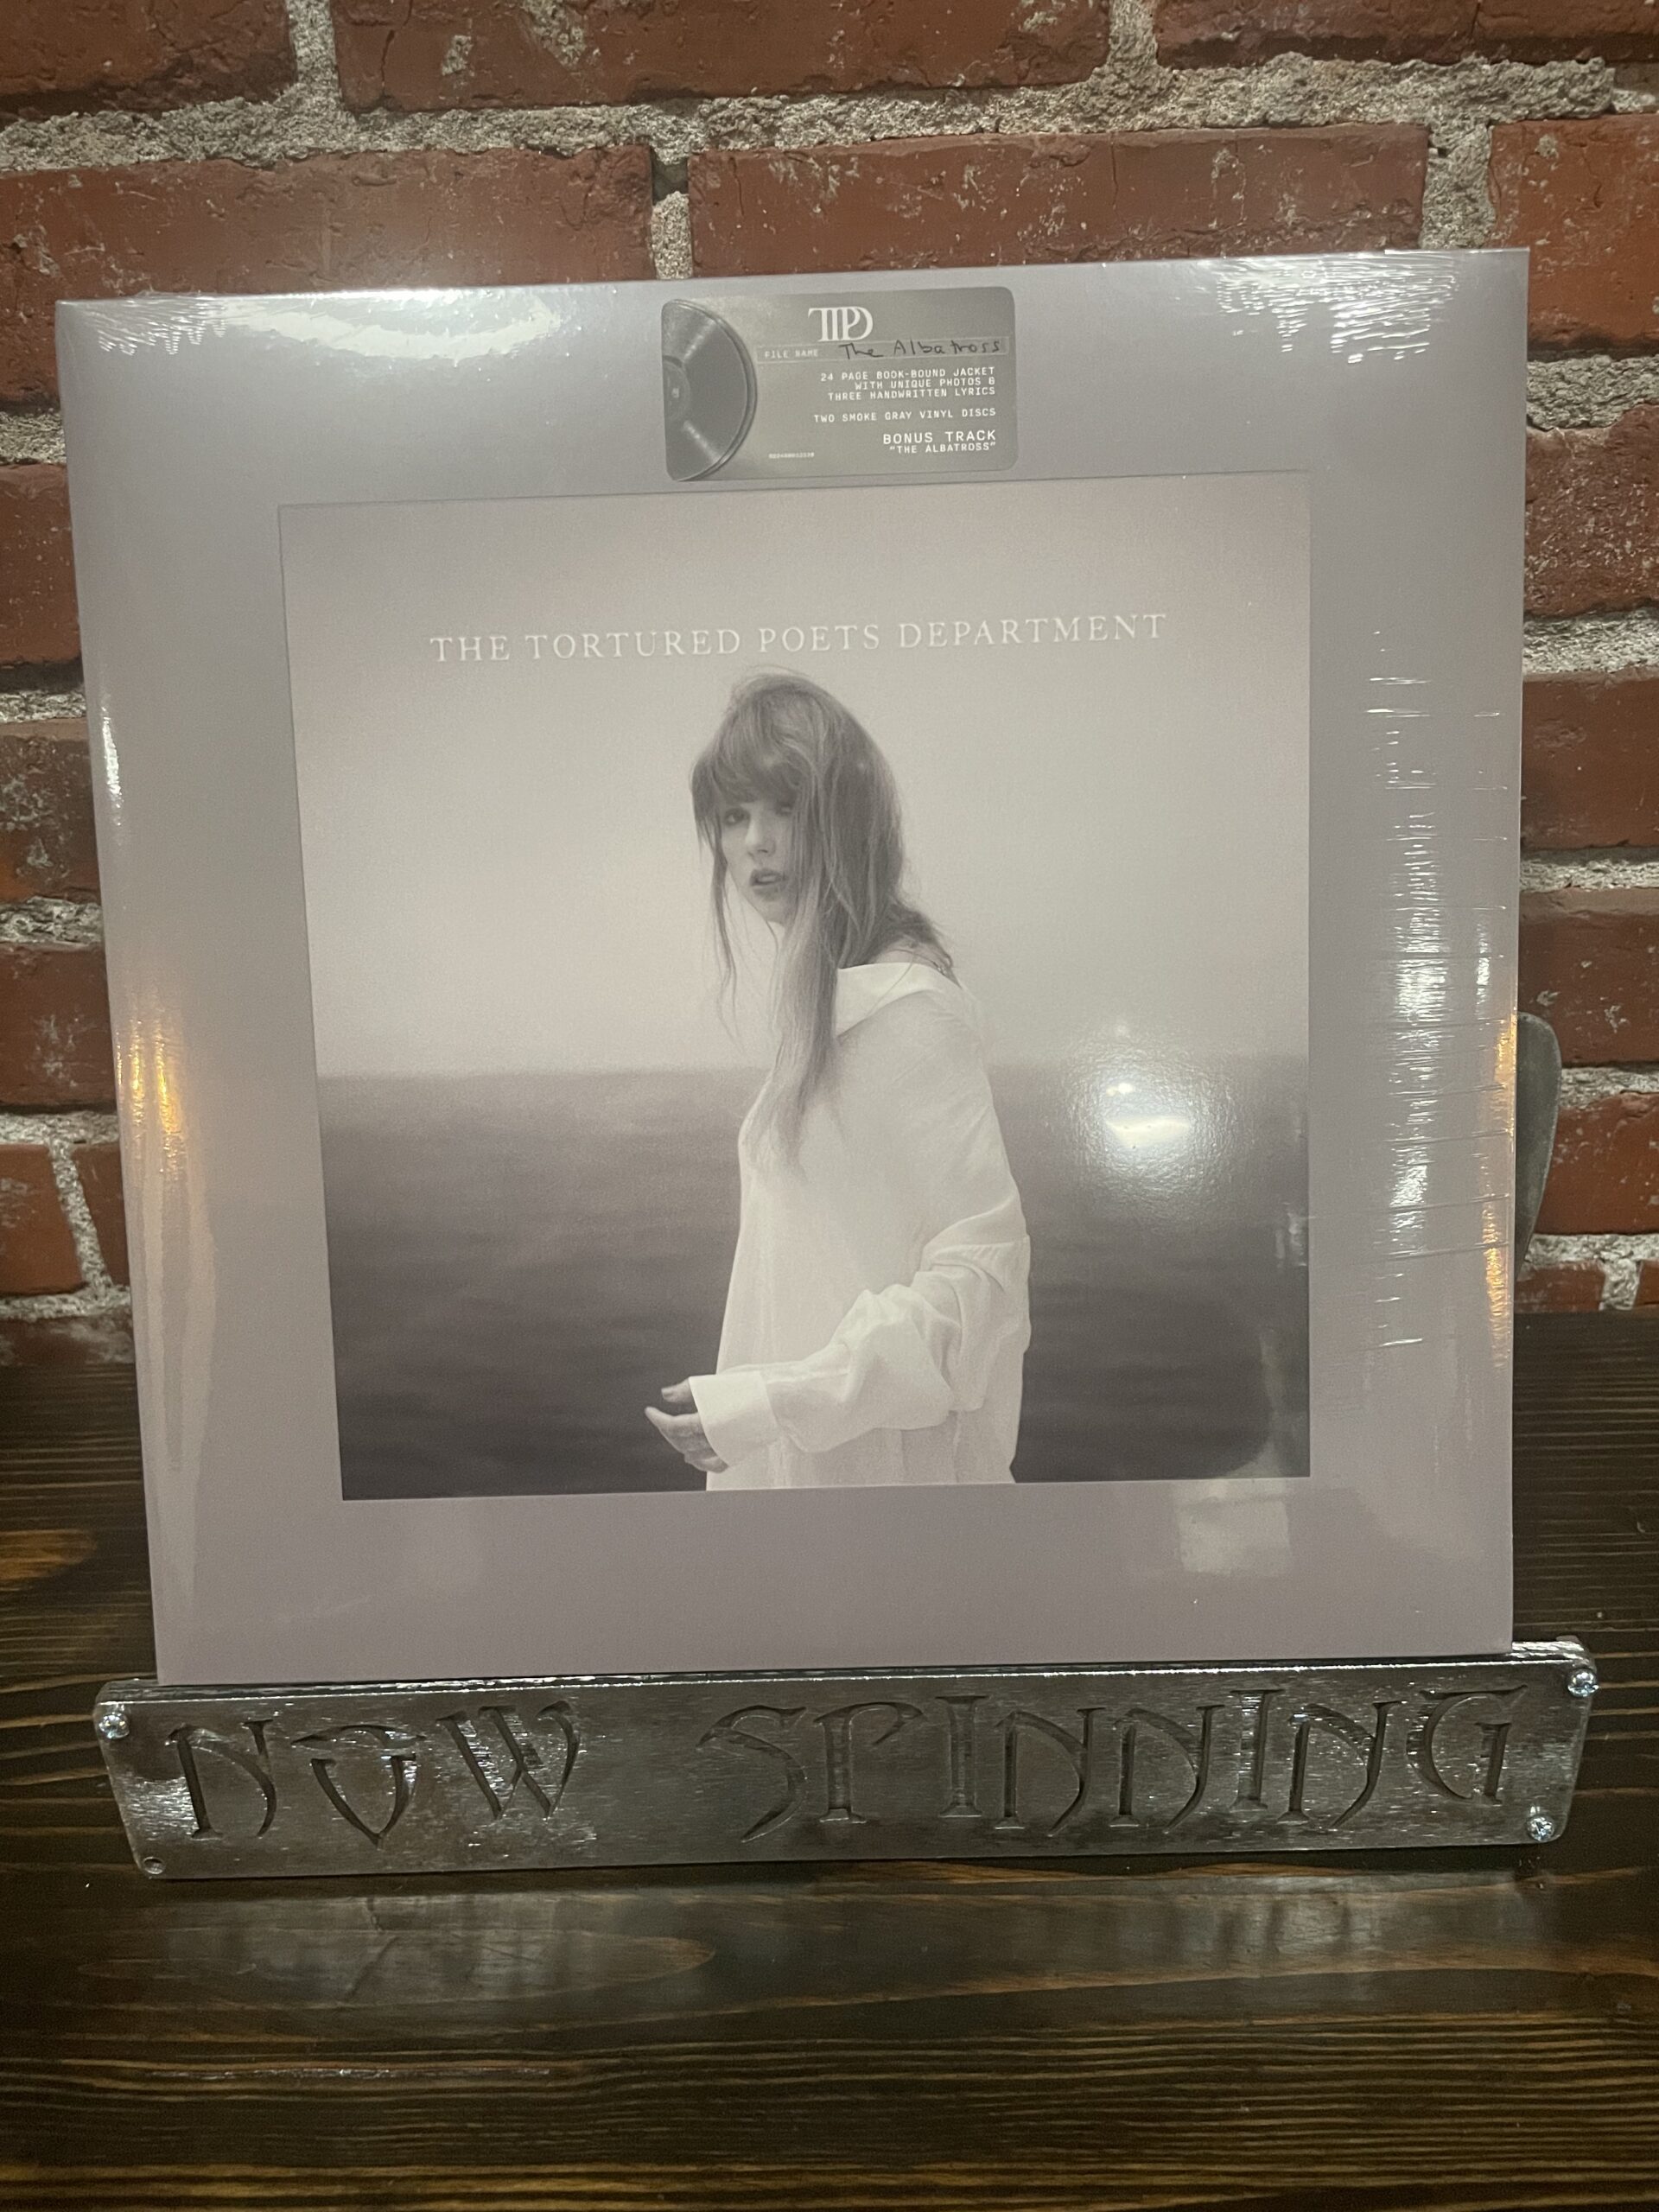 TTPD
FILE NAME The Albatross
24 PAGE BOOK-BOUND JACKET
WITH UNIQUE PHOTOS &
THREE HANDWRITTEN LYRICS
TWO SMOKE GRAY VINYL DISCS
BONUS TRACK
"THE ALBATROSS"
THE TORTURED POETS DEPARTMENT
NOW SPINNING